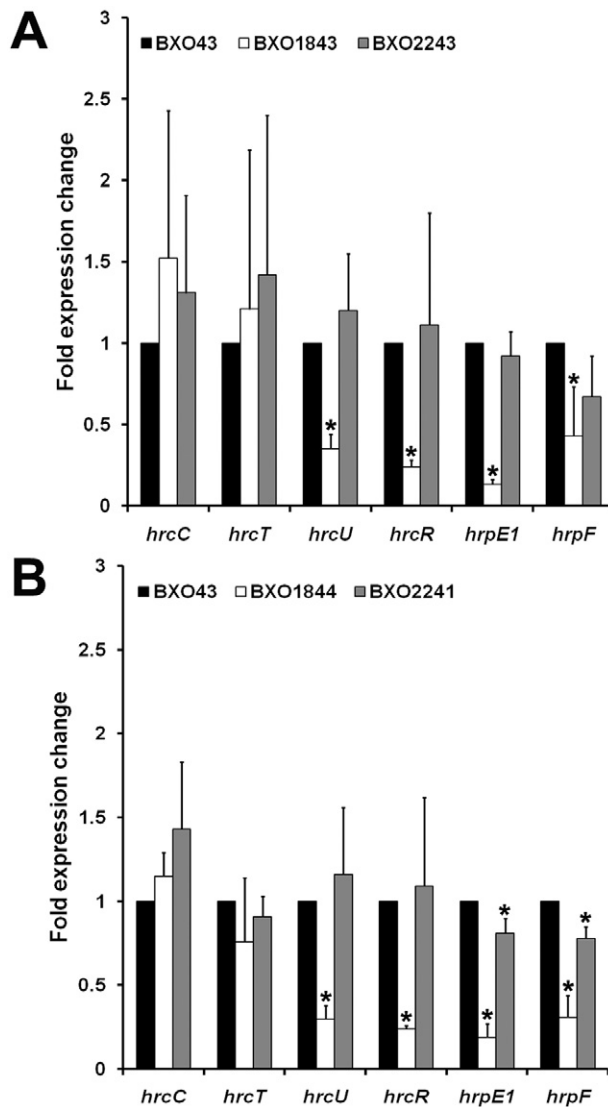 A
BXO43 BXO1843 BXO2243
Fold expression change
3
2.5
2
1.5
1
0.5
0
* * * *
hrcC hrcT hrcU hrcR hrpE1 hrpF
B
BXO43 BXO1844 BXO2241
Fold expression change
3
2.5
2
1.5
1
0.5
0
* * * * * *
hrcC hrcT hrcU hrcR hrpE1 hrpF